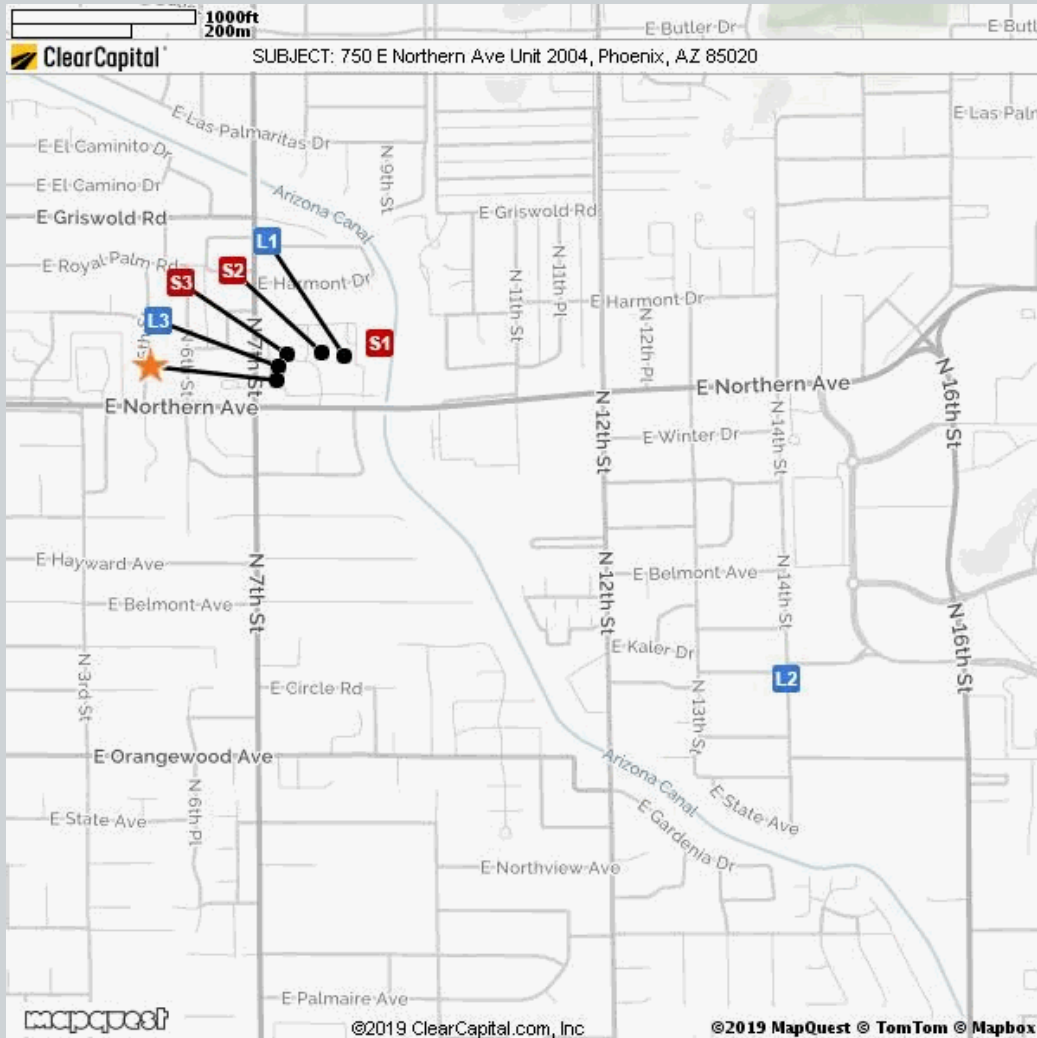 1000ft
200m
E Butler Dr
E Butl
ClearCapital
SUBJECT: 750 E Northern Ave Unit 2004, Phoenix, AZ 85020
E Las Palmaritas Dr
E Las Palm
E El Caminito Dr
N 9th St
E El Camino Dr
Arizona Canal
E Griswold Rd
E Griswold Rd
L1
E Royal Palm Rd
S2
S3
E Harmont Dr
N 11th St
N 11th Pl
E Harmont Dr
L3
N 7th St
N 6th St
S1
N 12th Pl
E Northern Ave
E Northern Ave
N 16th St
N 12th St
E Winter Dr
N 14th St
E Hayward Ave
N 7th St
N 12th St
E Belmont Ave
N 14th St
E Belmont Ave
N 16th St
E Kaler Dr
N 3rd St
E Circle Rd
L2
N 13th St
E Orangewood Ave
Arizona Canal
N 6th Pl
E State Ave
E State Ave
E Gardenia Dr
E Northview Ave
E Palmaire Ave
mapquest
©2019 ClearCapital.com, Inc
©2019 MapQuest © TomTom © Mapbox